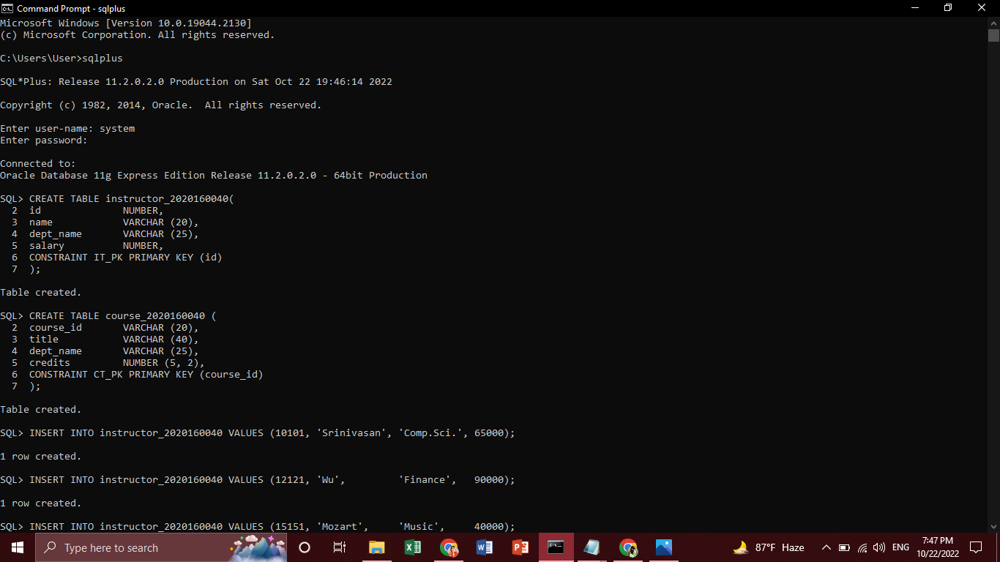 Command Prompt - sqlplus
Microsoft Windows [Version 10.0.19044.2130]
(c) Microsoft Corporation. All rights reserved.
C:\Users\User>sqlplus
SQL*Plus: Release 11.2.0.2.0 Production on Sat Oct 22 19:46:14 2022
Copyright (c) 1982, 2014, Oracle.  All rights reserved.
Enter user-name: system
Enter password:
Connected to:
Oracle Database 11g Express Edition Release 11.2.0.2.0 - 64bit Production
SQL> CREATE TABLE instructor_2020160040(
  2  id              NUMBER,
  3  name            VARCHAR (20),
  4  dept_name       VARCHAR (25),
  5  salary          NUMBER,
  6  CONSTRAINT IT_PK PRIMARY KEY (id)
  7  );
Table created.
SQL> CREATE TABLE course_2020160040 (
  2  course_id       VARCHAR (20),
  3  title           VARCHAR (40),
  4  dept_name       VARCHAR (25),
  5  credits         NUMBER (5, 2),
  6  CONSTRAINT CT_PK PRIMARY KEY (course_id)
  7  );
Table created.
SQL> INSERT INTO instructor_2020160040 VALUES (10101, 'Srinivasan', 'Comp.Sci.', 65000);
1 row created.
SQL> INSERT INTO instructor_2020160040 VALUES (12121, 'Wu',         'Finance',   90000);
1 row created.
SQL> INSERT INTO instructor_2020160040 VALUES (15151, 'Mozart',     'Music',     40000);
Type here to search
87°F Haze
ENG
7:47 PM
10/22/2022